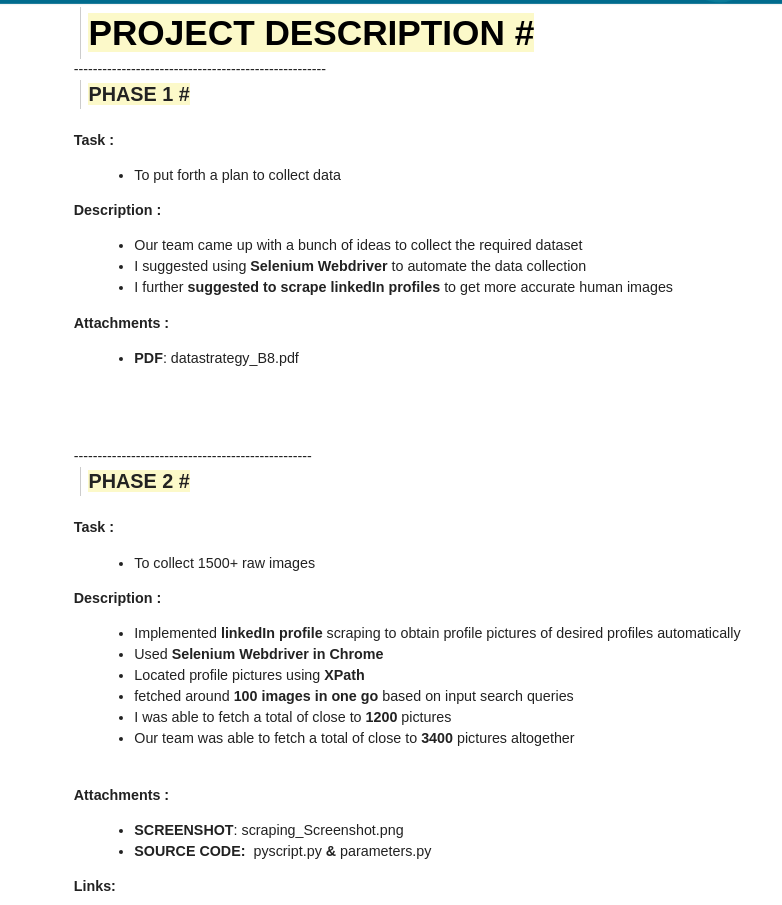 PROJECT DESCRIPTION #
-----------------------------------------------------
PHASE 1 #
Task :
• To put forth a plan to collect data
Description :
• Our team came up with a bunch of ideas to collect the required dataset
• I suggested using Selenium Webdriver to automate the data collection
• I further suggested to scrape linkedIn profiles to get more accurate human images
Attachments :
• PDF: datastrategy_B8.pdf
--------------------------------------------------
PHASE 2 #
Task :
• To collect 1500+ raw images
Description :
• Implemented linkedIn profile scraping to obtain profile pictures of desired profiles automatically
• Used Selenium Webdriver in Chrome
• Located profile pictures using XPath
• fetched around 100 images in one go based on input search queries
• I was able to fetch a total of close to 1200 pictures
• Our team was able to fetch a total of close to 3400 pictures altogether
Attachments :
• SCREENSHOT: scraping_Screenshot.png
• SOURCE CODE: pyscript.py & parameters.py
Links: